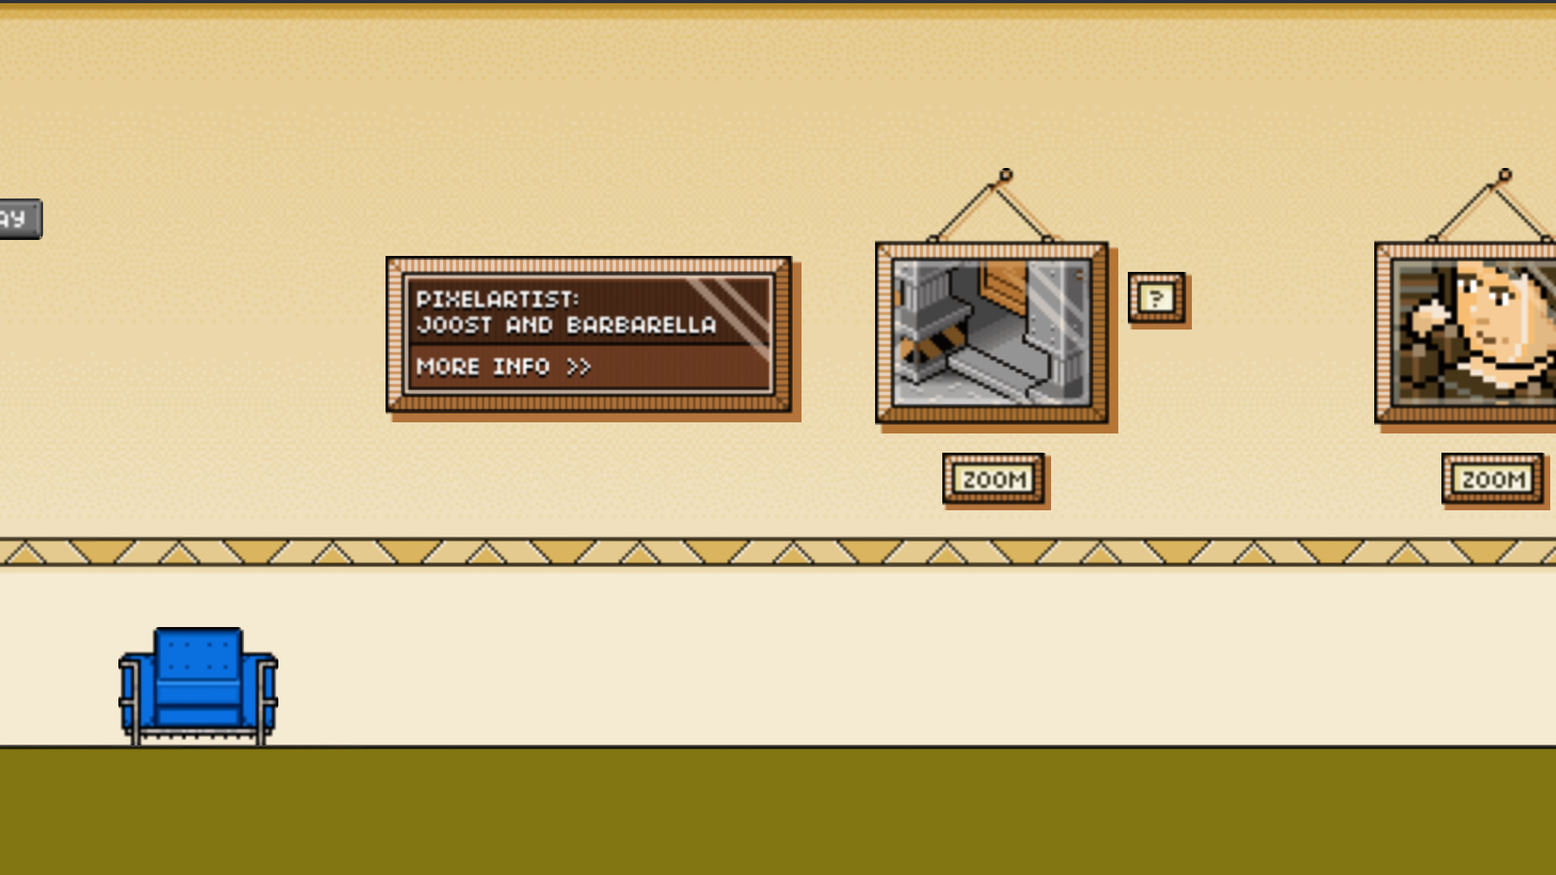 PIXELARTIST:
JOOST AND BARBARELLA
MORE INFO >>
?
ZOOM
ZOOM